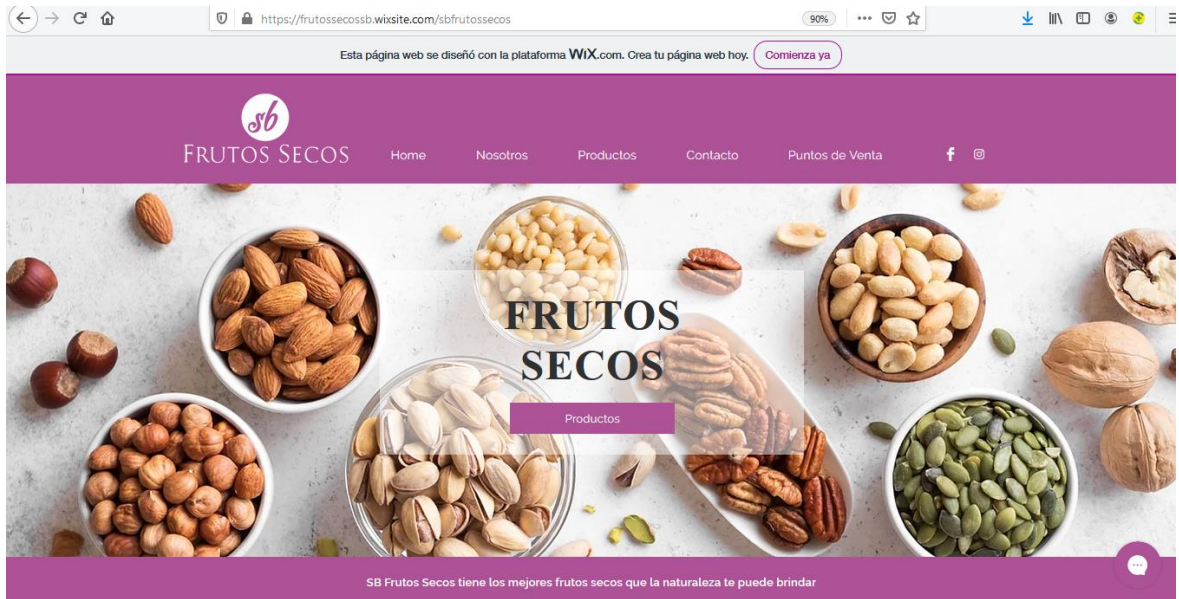 https://frutossecossb.wixsite.com/sbfrutossecos
90%
Esta página web se diseñó con la plataforma WiX.com. Crea tu página web hoy. Comienza ya
sb
FRUTOS SECOS
Home Nosotros Productos Contacto Puntos de Venta
FRUTOS
SECOS
Productos
SB Frutos Secos tiene los mejores frutos secos que la naturaleza te puede brindar